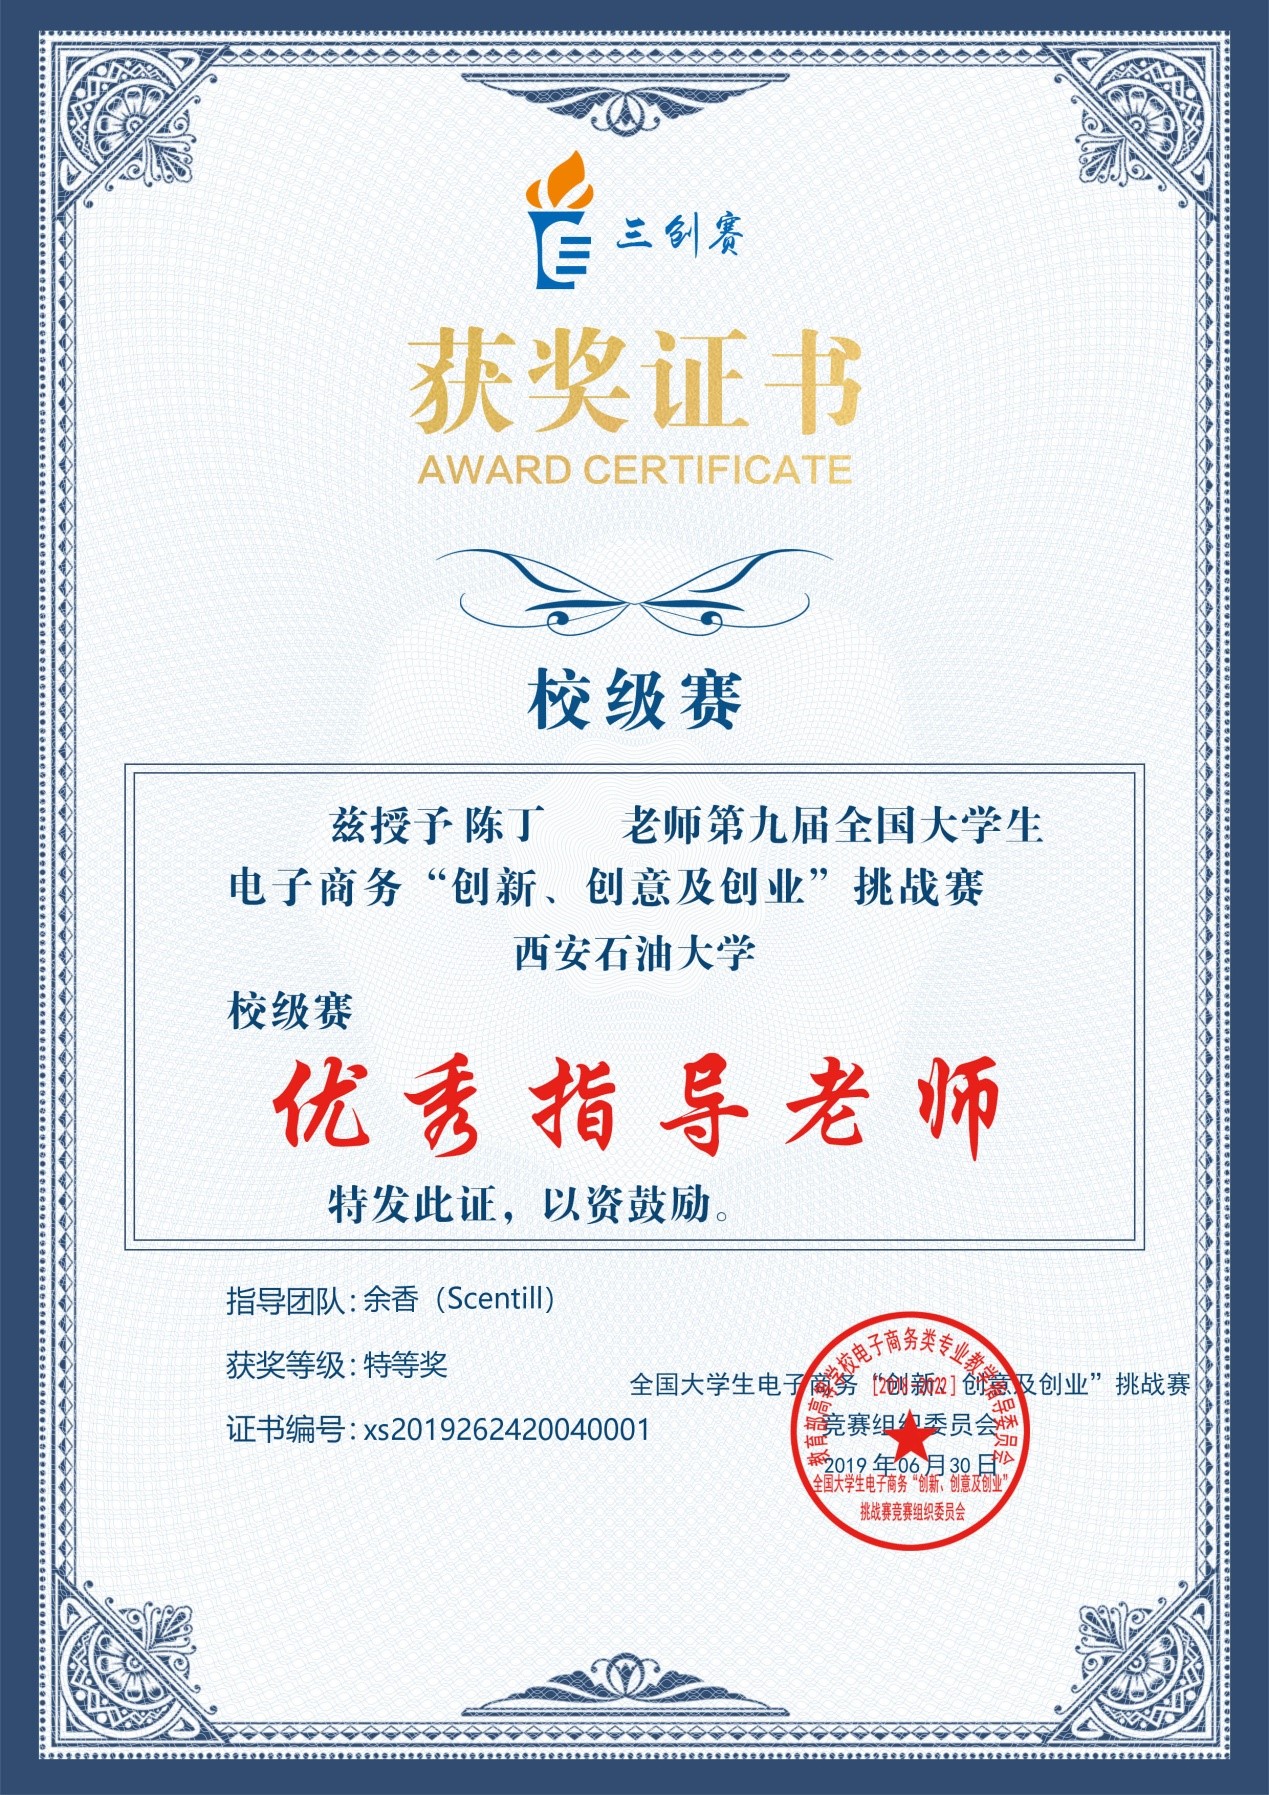 三创赛
获奖证书
AWARD CERTIFICATE
校级赛
兹授予 陈丁 老师第九届全国大学生
电子商务“创新、创意及创业”挑战赛
西安石油大学
校级赛
优秀指导老师
特发此证，以资鼓励。
指导团队：余香（Scentill）
获奖等级：特等奖
证书编号：xs2019262420040001
全国大学生电子商务“创新、创意及创业”挑战赛
竞赛组织委员会
2019 年06 月30 日
教育部高等学校电子商务类专业教学指导委员会
[2018-2022]
全国大学生电子商务“创新、创意及创业”
挑战赛竞赛组织委员会